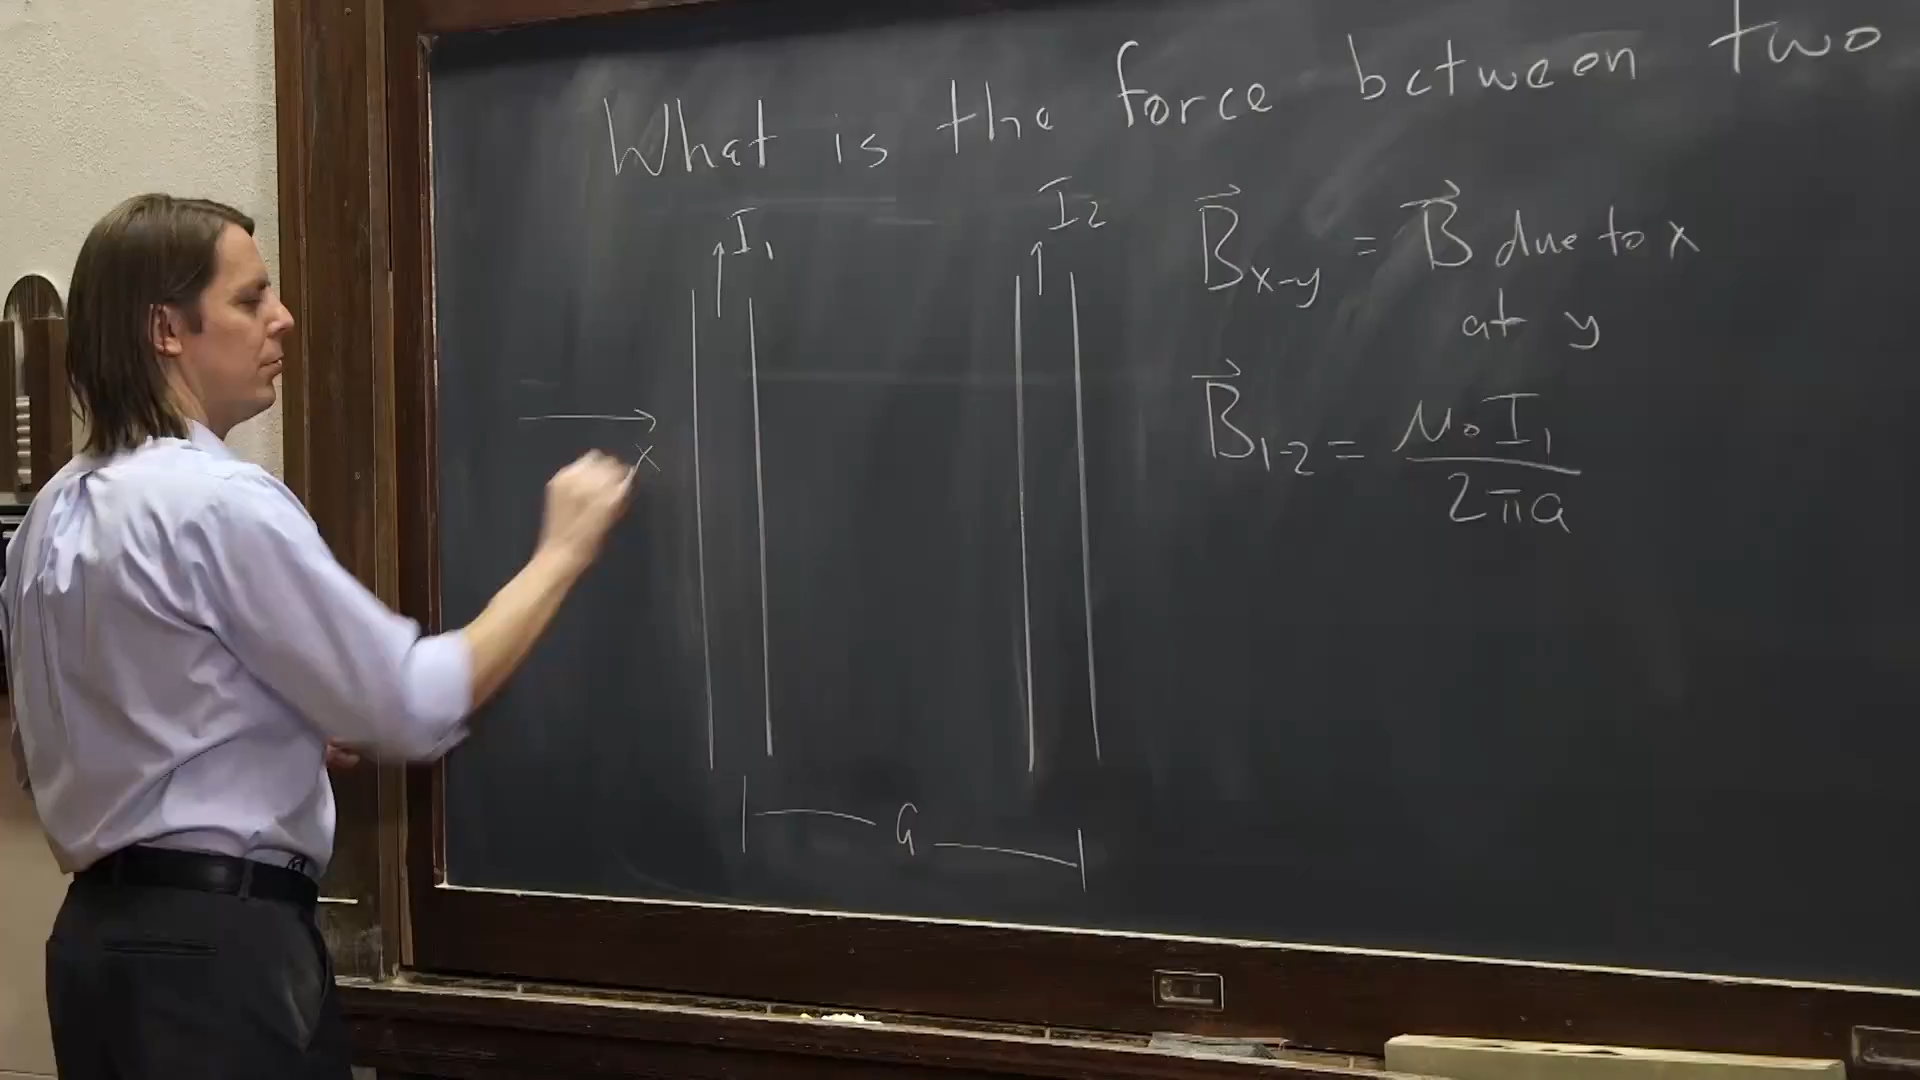 What is the force between two
I₁
I₂
B⃗x-y = B⃗ due to x
at y
x
B⃗1-2 = μ₀I₁ / 2πa
a